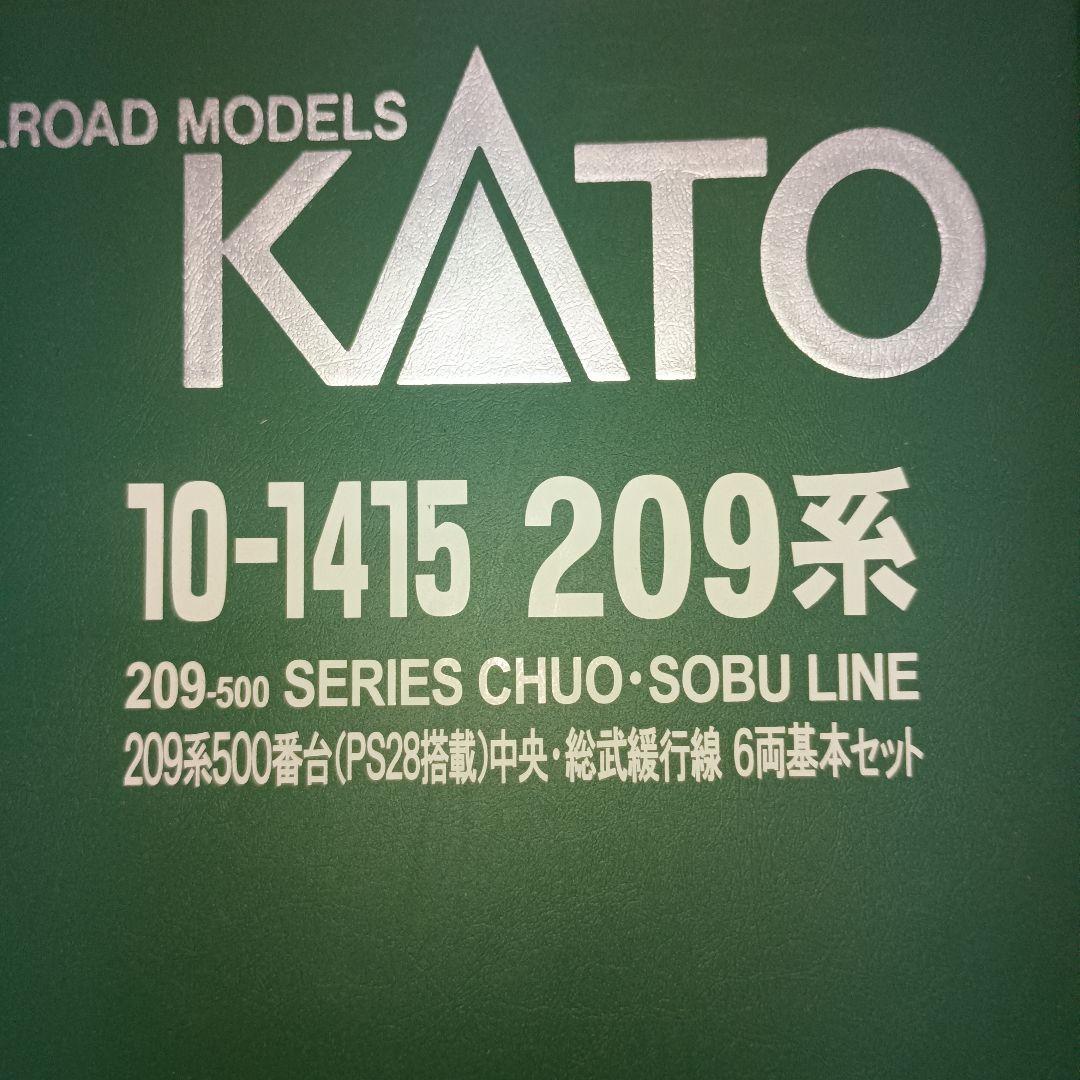 ROAD MODELS
KATO
10-1415 209系
209-500 SERIES CHUO・SOBU LINE
209系500番台(PS28搭載)中央・総武緩行線 6両基本セット